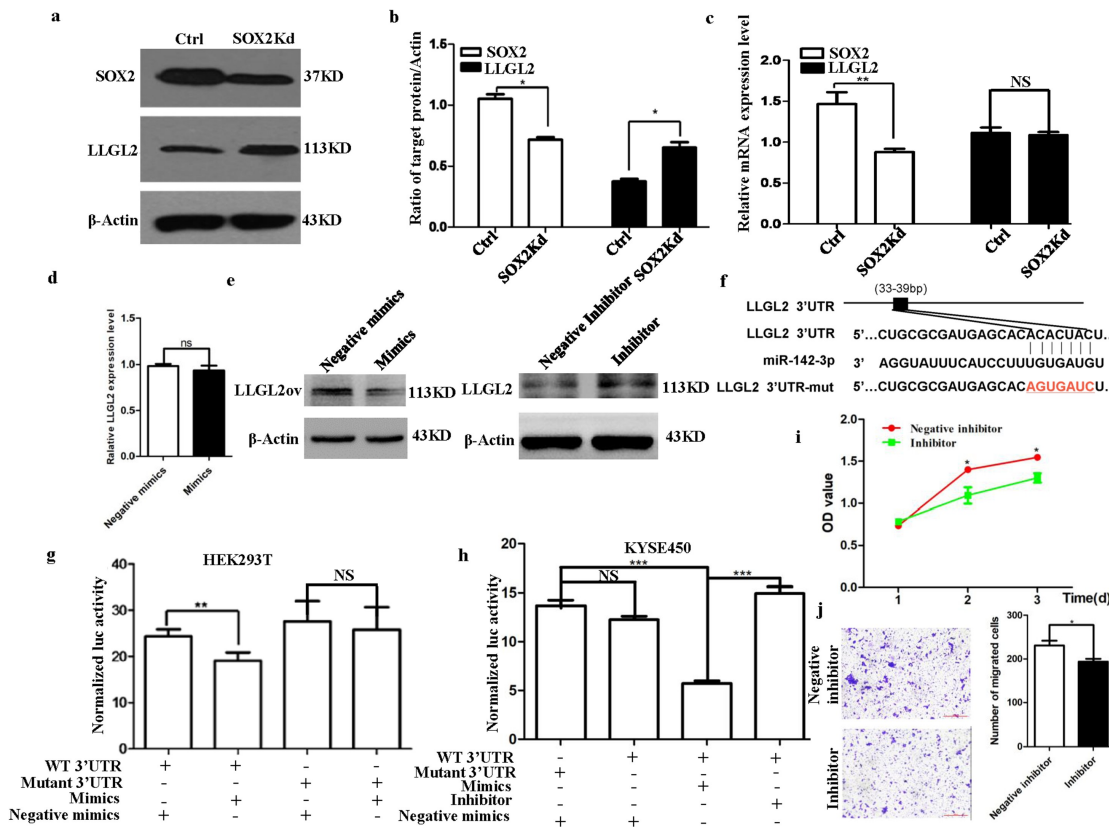 a
Ctrl SOX2Kd
SOX2 37KD
LLGL2 113KD
β-Actin 43KD
b
SOX2
LLGL2
Ratio of target protein/Actin
1.5
1.0
0.5
0.0
*
*
Ctrl
SOX2Kd
Ctrl
SOX2Kd
c
SOX2
LLGL2
Relative mRNA expression level
2.0
1.5
1.0
0.5
0.0
**
NS
Ctrl
SOX2Kd
Ctrl
SOX2Kd
d
Ralative LLGL2 expression level
1.5
1.0
0.5
0.0
ns
Negative mimics
Mimics
e
Negative mimics
Mimics
LLGL2ov 113KD
β-Actin 43KD
Negative Inhibitor
Inhibitor
LLGL2 113KD
β-Actin 43KD
f
(33-39bp)
LLGL2 3'UTR
LLGL2 3'UTR 5'...CUGCGCGAUGAGCACACACUACU...
miR-142-3p 3' AGGUAUUUCAUCCUUUGUGAUGU
LLGL2 3'UTR-mut 5'...CUGCGCGAUGAGCACAGUGAUCU...
g
HEK293T
Normalized luc activity
40
30
20
10
0
**
NS
WT 3'UTR + + - -
Mutant 3'UTR - - + +
Mimics - + - +
Negative mimics + - + -
h
KYSE450
Normalized luc activity
20
15
10
5
0
***
NS
***
WT 3'UTR - + + +
Mutant 3'UTR + - - -
Mimics - - + -
Inhibitor - - - +
Negative mimics + + - -
i
Negative inhibitor
Inhibitor
OD value
2.0
1.5
1.0
0.5
0.0
*
*
1 2 3 Time(d)
j
Negative inhibitor
Inhibitor
Number of migrated cells
300
200
100
0
*
Negative inhibitor
Inhibitor